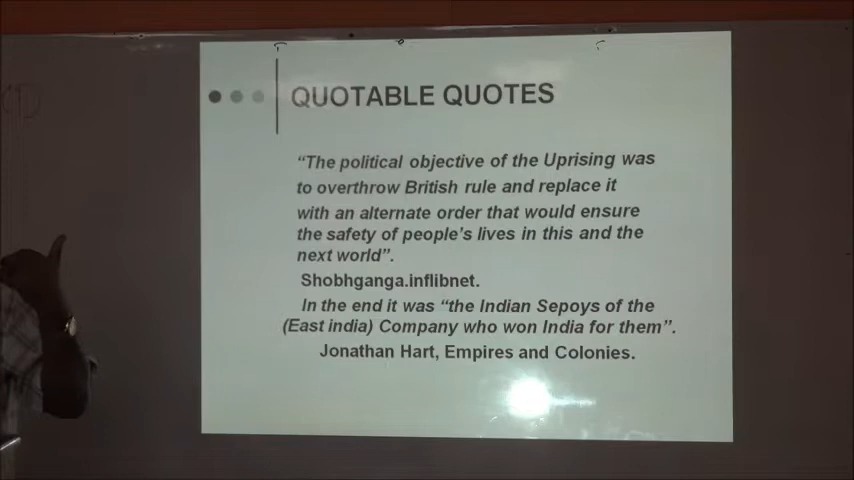 QUOTABLE QUOTES
“The political objective of the Uprising was
to overthrow British rule and replace it
with an alternate order that would ensure
the safety of people’s lives in this and the
next world”.
Shobhganga.inflibnet.
In the end it was “the Indian Sepoys of the
(East india) Company who won India for them”.
Jonathan Hart, Empires and Colonies.